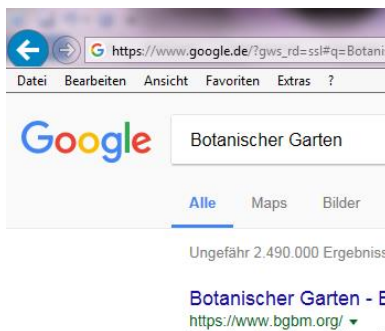 https://www.google.de/?gws_rd=ssl#q=Botani
Datei Bearbeiten Ansicht Favoriten Extras ?
Google Botanischer Garten
Alle Maps Bilder
Ungefähr 2.490.000 Ergebniss
Botanischer Garten -
https://www.bgbm.org/